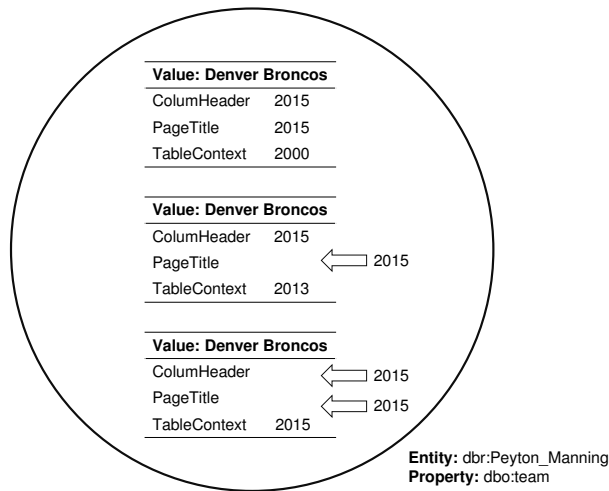 Value: Denver Broncos
ColumHeader 2015
PageTitle 2015
TableContext 2000
Value: Denver Broncos
ColumHeader 2015
PageTitle 2015
TableContext 2013
Value: Denver Broncos
ColumHeader 2015
PageTitle 2015
TableContext 2015
Entity: dbr:Peyton_Manning
Property: dbo:team